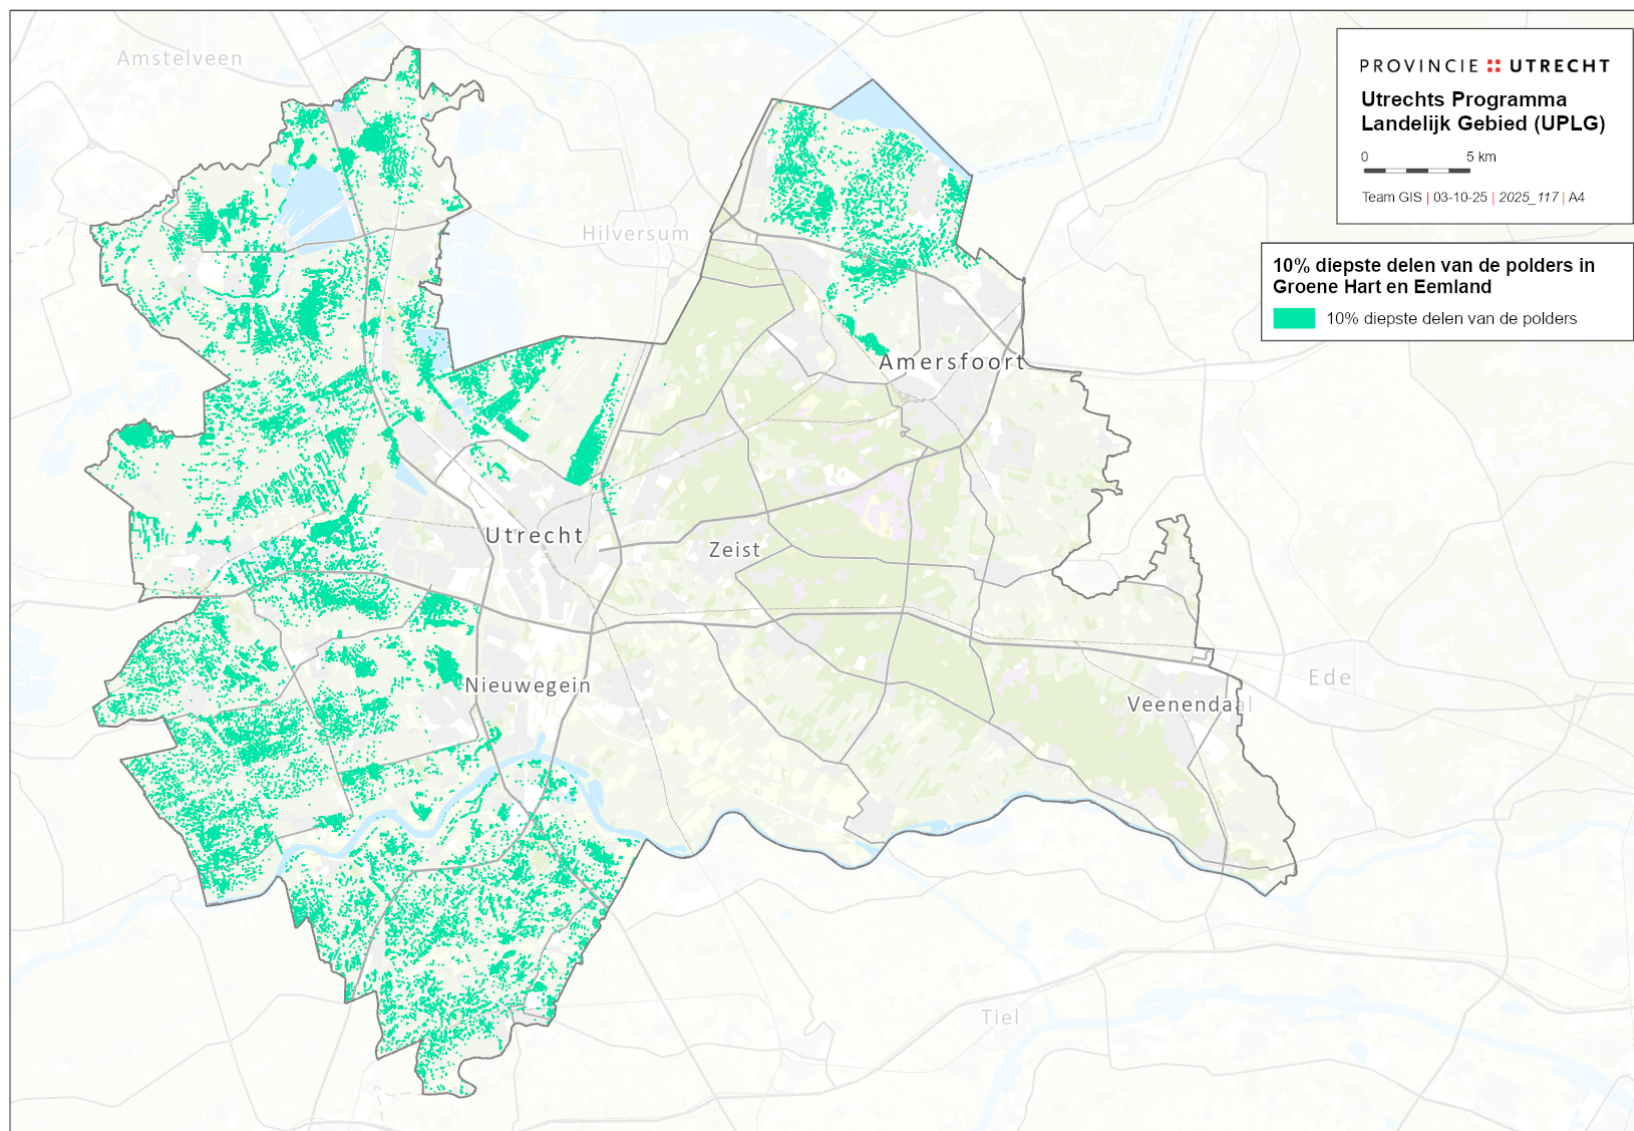 PROVINCIE UTRECHT
Utrechts Programma
Landelijk Gebied (UPLG)
0 5 km
Team GIS | 03-10-25 | 2025_117 | A4
10% diepste delen van de polders in
Groene Hart en Eemland
10% diepste delen van de polders
Amstelveen
Hilversum
Amersfoort
Utrecht
Zeist
Nieuwegein
Ede
Veenendaal
Tiel